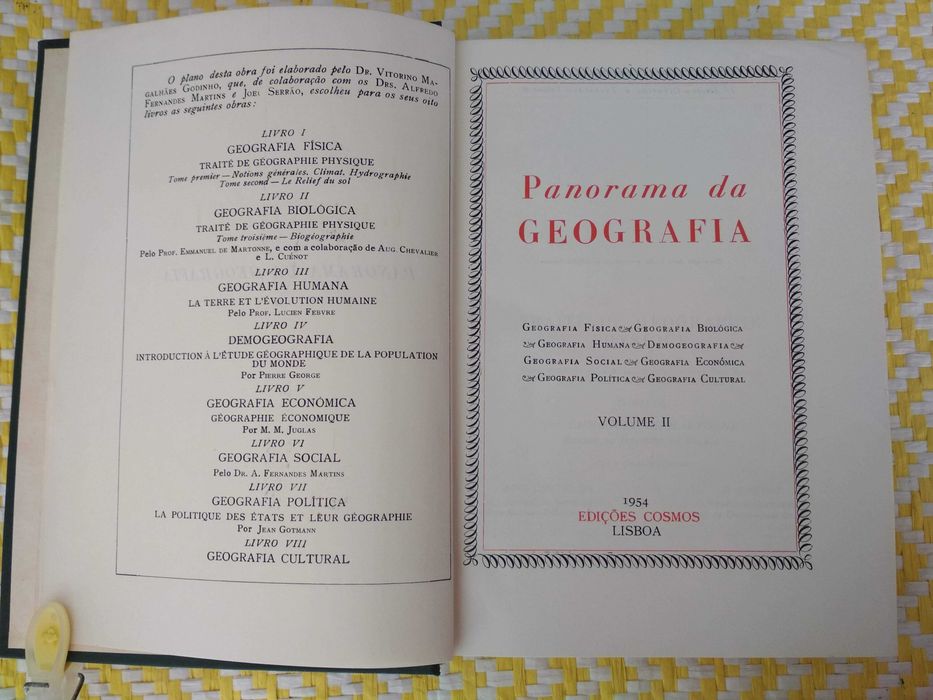 O plano desta obra foi elaborado pelo DR. VITORINO MA-
GALHÃES GODINHO, que, de colaboração com os DRS. ALFREDO
FERNANDES MARTINS e JOEL SERRÃO, escolheu para os seus oito
livros as seguintes obras:
LIVRO I
GEOGRAFIA FÍSICA
TRAITÉ DE GÉOGRAPHIE PHYSIQUE
Tome premier — Notions générales. Climat. Hydrographie
Tome second — Le Relief du sol
LIVRO II
GEOGRAFIA BIOLÓGICA
TRAITÉ DE GÉOGRAPHIE PHYSIQUE
Tome troisième — Biogéographie
Pelo PROF. EMMANUEL DE MARTONNE, e com a colaboração de AUG CHEVALIER
e L. CUÉNOT
LIVRO III
GEOGRAFIA HUMANA
LA TERRE ET L'ÉVOLUTION HUMAINE
Pelo PROF. LUCIEN FEBVRE
LIVRO IV
DEMOGEOGRAFIA
INTRODUCTION À L'ÉTUDE GÉOGRAPHIQUE DE LA POPULATION
DU MONDE
Por PIERRE GEORGE
LIVRO V
GEOGRAFIA ECONÓMICA
GÉOGRAPHIE ÉCONOMIQUE
Por M. M. JUGLAS
LIVRO VI
GEOGRAFIA SOCIAL
Pelo DR. A. FERNANDES MARTINS
LIVRO VII
GEOGRAFIA POLÍTICA
LA POLITIQUE DES ÉTATS ET LEUR GÉOGRAPHIE
Por JEAN GOTMANN
LIVRO VIII
GEOGRAFIA CULTURAL
Panorama da
GEOGRAFIA
GEOGRAFIA FÍSICA GEOGRAFIA BIOLÓGICA
GEOGRAFIA HUMANA DEMOGEOGRAFIA
GEOGRAFIA SOCIAL GEOGRAFIA ECONÓMICA
GEOGRAFIA POLÍTICA GEOGRAFIA CULTURAL
VOLUME II
1954
EDIÇÕES COSMOS
LISBOA